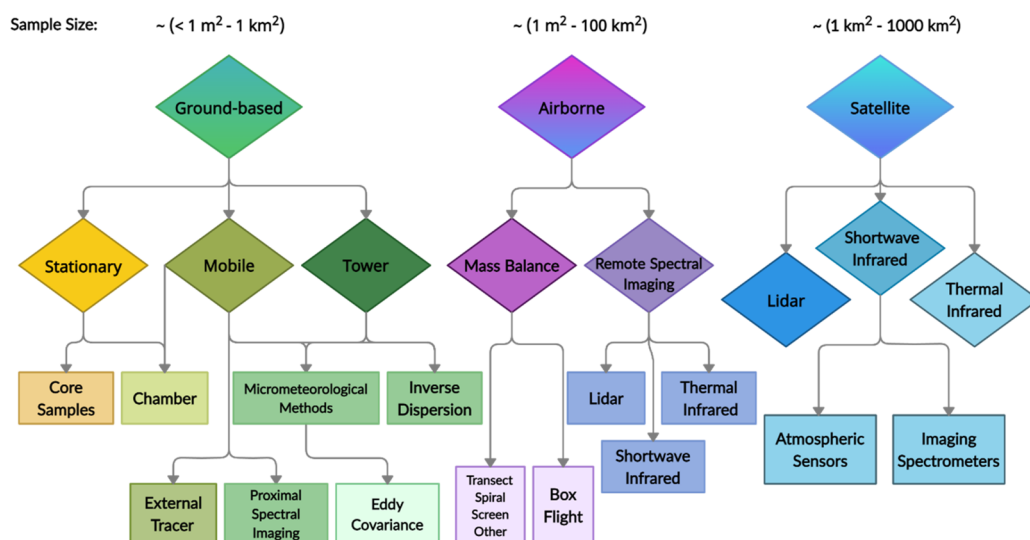 Sample Size: ~ (< 1 m² - 1 km²) ~ (1 m² - 100 km²) ~ (1 km² - 1000 km²)
Ground-based
Airborne
Satellite
Stationary
Mobile
Tower
Mass Balance
Remote Spectral
Imaging
Lidar
Shortwave
Infrared
Thermal
Infrared
Core
Samples
Chamber
Micrometeorological
Methods
Inverse
Dispersion
Lidar
Thermal
Infrared
Shortwave
Infrared
Atmospheric
Sensors
Imaging
Spectrometers
External
Tracer
Proximal
Spectral
Imaging
Eddy
Covariance
Transect
Spiral
Screen
Other
Box
Flight